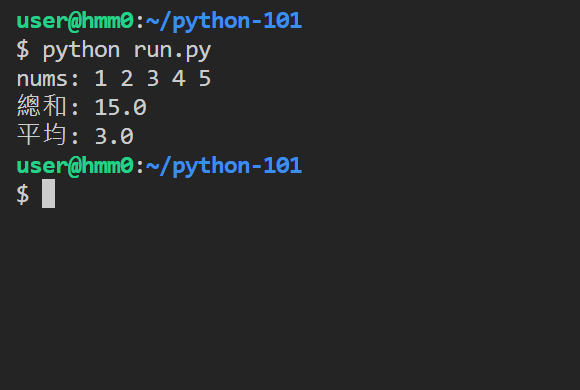 user@hmm0:~/python-101
$ python run.py
nums: 1 2 3 4 5
總和: 15.0
平均: 3.0
user@hmm0:~/python-101
$